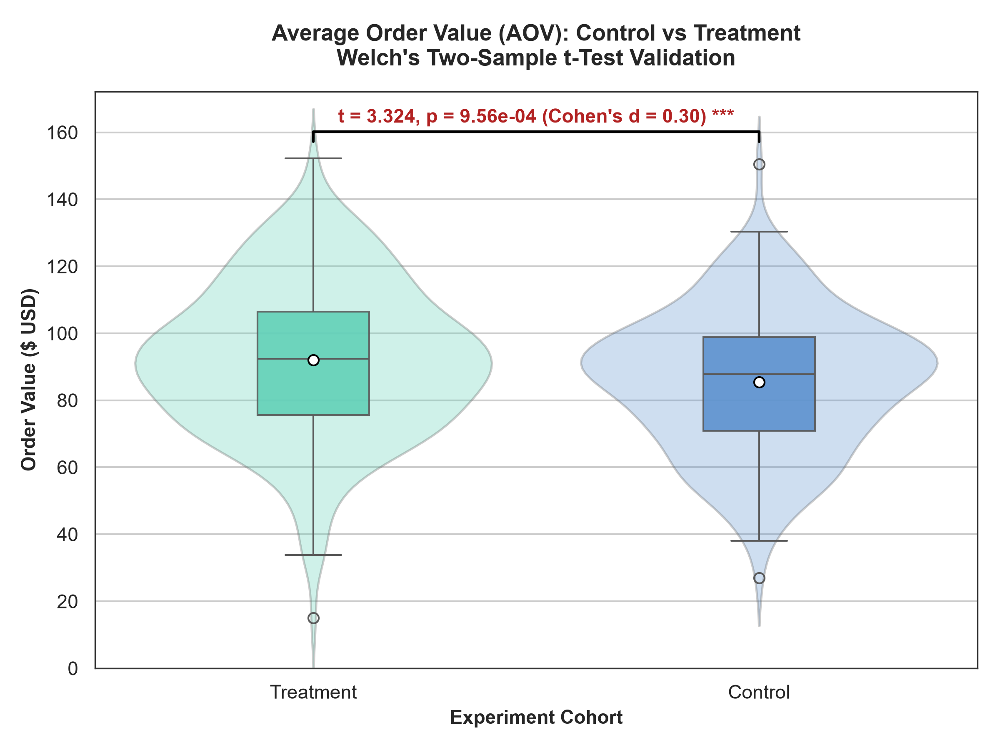 Average Order Value (AOV): Control vs Treatment
Welch's Two-Sample t-Test Validation
t = 3.324, p = 9.56e-04 (Cohen's d = 0.30) ***
Order Value ($ USD)
160
140
120
100
80
60
40
20
0
Treatment
Control
Experiment Cohort